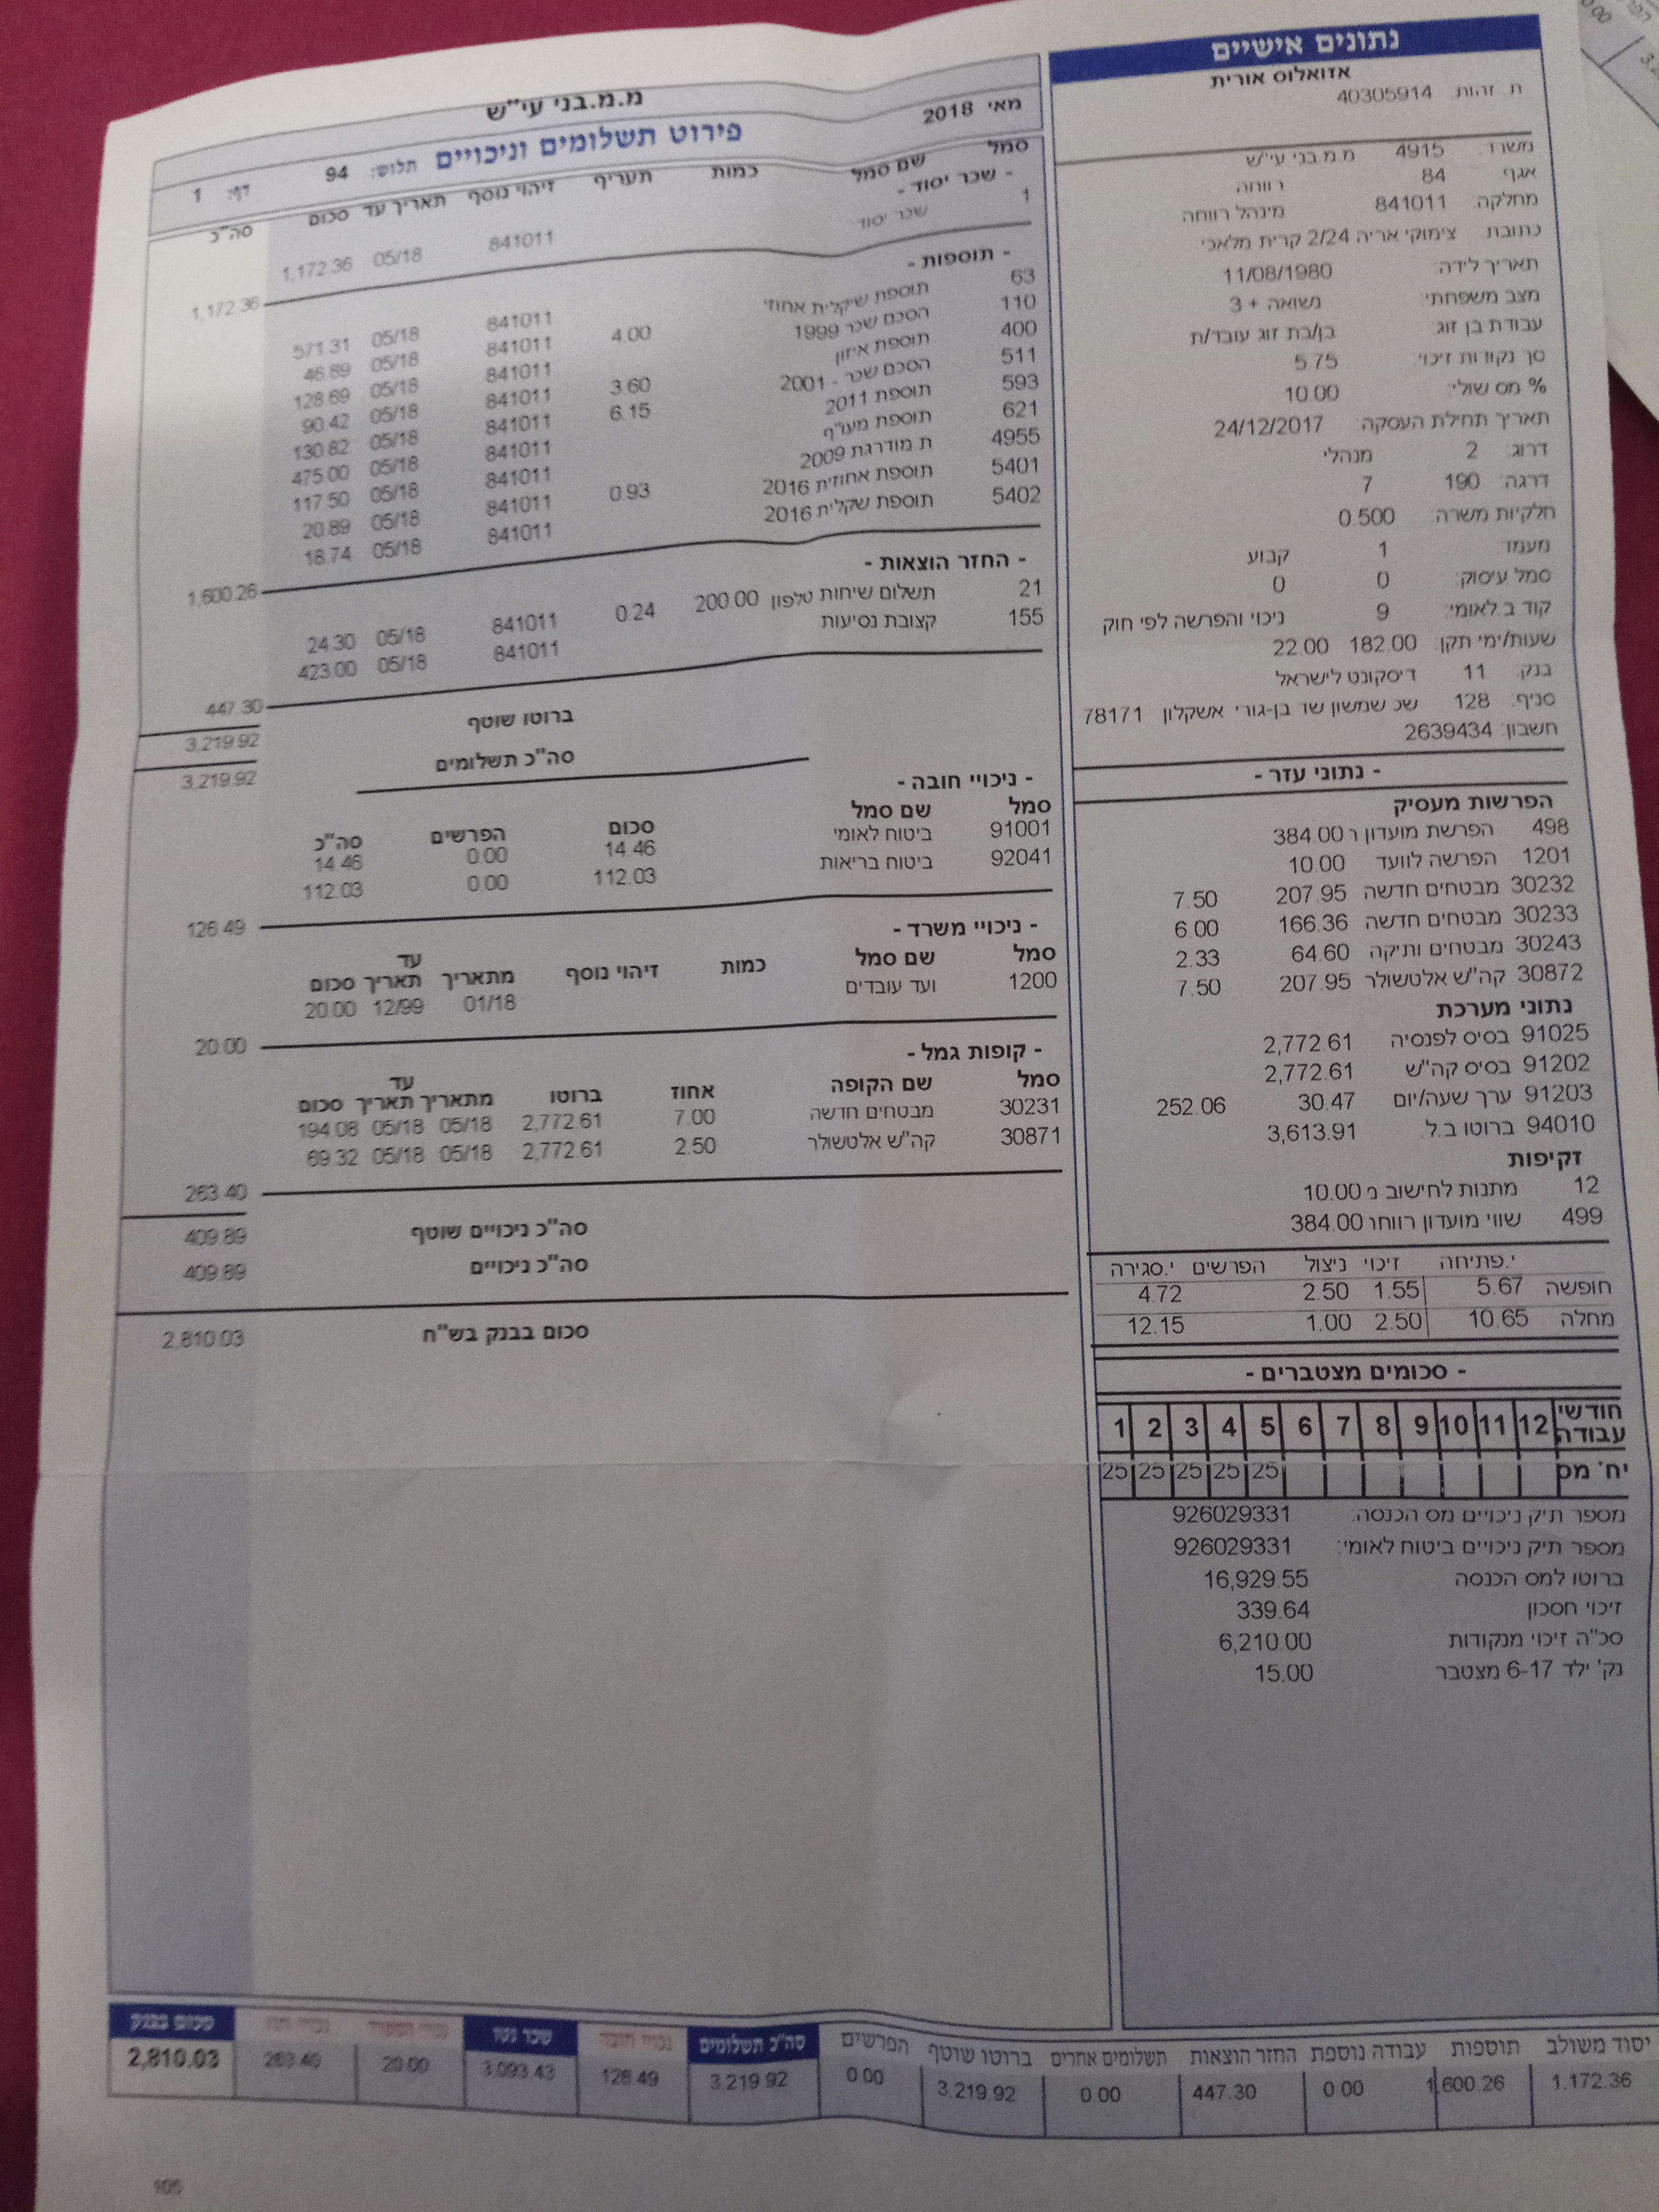 נתונים אישיים
אזואלוס אורית
ת. זהות 40305914
משרד: 4915 מ.מ.בני עי"ש
אגף: 84 רווחה
מחלקה: 841011 מינהל רווחה
כתובת: צימוקי אריה 2/24 קרית מלאכי
תאריך לידה: 11/08/1980
מצב משפחתי: נשואה + 3
עבודת בן זוג: בן/בת זוג עובד/ת
סך נקודות זיכוי: 5.75
% מס שולי: 10.00
תאריך תחילת העסקה: 24/12/2017
דרוג: 2 מנהלי
דרגה: 190 7
חלקיות משרה: 0.500
מעמד: 1 קבוע
סמל עיסוק: 0 0
קוד ב.לאומי: 9 ניכוי והפרשה לפי חוק
שעות/ימי תקן: 182.00 22.00
בנק: 11 דיסקונט לישראל
סניף: 128 שכ שמשון שד בן-גורי אשקלון 78171
חשבון: 2639434
- נתוני עזר -
הפרשות מעסיק
498 הפרשת מועדון ר 384.00
1201 הפרשה לוועד 10.00
30232 מבטחים חדשה 207.95 7.50
30233 מבטחים חדשה 166.36 6.00
30243 מבטחים ותיקה 64.60 2.33
30872 קה"ש אלטשולר 207.95 7.50
נתוני מערכת
91025 בסיס לפנסיה 2,772.61
91202 בסיס קה"ש 2,772.61
91203 ערך שעה/יום 30.47 252.06
94010 ברוטו ב.ל. 3,613.91
זקיפות
12 מתנות לחישוב מ 10.00
499 שווי מועדון רווחה 384.00
י.פתיחה זיכוי ניצול הפרשים י.סגירה
חופשה 5.67 1.55 2.50 4.72
מחלה 10.65 2.50 1.00 12.15
- סכומים מצטברים -
חודשי עבודה 12 11 10 9 8 7 6 5 4 3 2 1
יח' מס 25 25 25 25 25
מספר תיק ניכויים מס הכנסה: 926029331
מספר תיק ניכויים ביטוח לאומי: 926029331
ברוטו למס הכנסה 16,929.55
זיכוי חסכון 339.64
סכ"ה זיכוי מנקודות 6,210.00
נק' ילד 6-17 מצטבר 15.00
מ.מ.בני עי"ש
מאי 2018 פירוט תשלומים וניכויים תלוש: 94 דף: 1
סמל שם סמל כמות תעריף זיהוי נוסף תאריך עד סכום סה"כ
- שכר יסוד -
1 שכר יסוד 841011 05/18 1,172.36
1,172.36
- תוספות -
63 תוספת שיקלית אחוזי 841011 05/18 571.31
110 הסכם שכר 1999 4.00 841011 05/18 46.89
400 תוספת איזון 841011 05/18 128.69
511 הסכם שכר - 2001 3.60 841011 05/18 90.42
593 תוספת 2011 6.15 841011 05/18 130.82
621 תוספת מעו"ף 841011 05/18 475.00
4955 ת מודרגת 2009 841011 05/18 117.50
5401 תוספת אחוזית 2016 0.93 841011 05/18 20.89
5402 תוספת שקלית 2016 841011 05/18 18.74
1,600.26
- החזר הוצאות -
21 תשלום שיחות טלפון 200.00 0.24 841011 05/18 24.30
155 קצובת נסיעות 841011 05/18 423.00
447.30
ברוטו שוטף 3,219.92
סה"כ תשלומים 3,219.92
- ניכויי חובה -
סמל שם סמל סכום הפרשים סה"כ
91001 ביטוח לאומי 14.46 0.00 14.46
92041 ביטוח בריאות 112.03 0.00 112.03
126.49
- ניכויי משרד -
סמל שם סמל כמות זיהוי נוסף מתאריך עד תאריך סכום
1200 ועד עובדים 01/18 12/99 20.00
20.00
- קופות גמל -
סמל שם הקופה אחוז ברוטו מתאריך עד תאריך סכום
30231 מבטחים חדשה 7.00 2,772.61 05/18 05/18 194.08
30871 קה"ש אלטשולר 2.50 2,772.61 05/18 05/18 69.32
263.40
סה"כ ניכויים שוטף 409.89
סה"כ ניכויים 409.89
סכום בבנק בש"ח 2,810.03
יסוד משולב תוספות עבודה נוספת החזר הוצאות תשלומים אחרים ברוטו שוטף הפרשים סה"כ תשלומים ניכויי חובה שכר נטו ניכויי משרד סכום בבנק
1,172.36 1,600.26 0.00 447.30 0.00 3,219.92 0.00 3,219.92 126.49 3,093.43 20.00 263.40 2,810.03